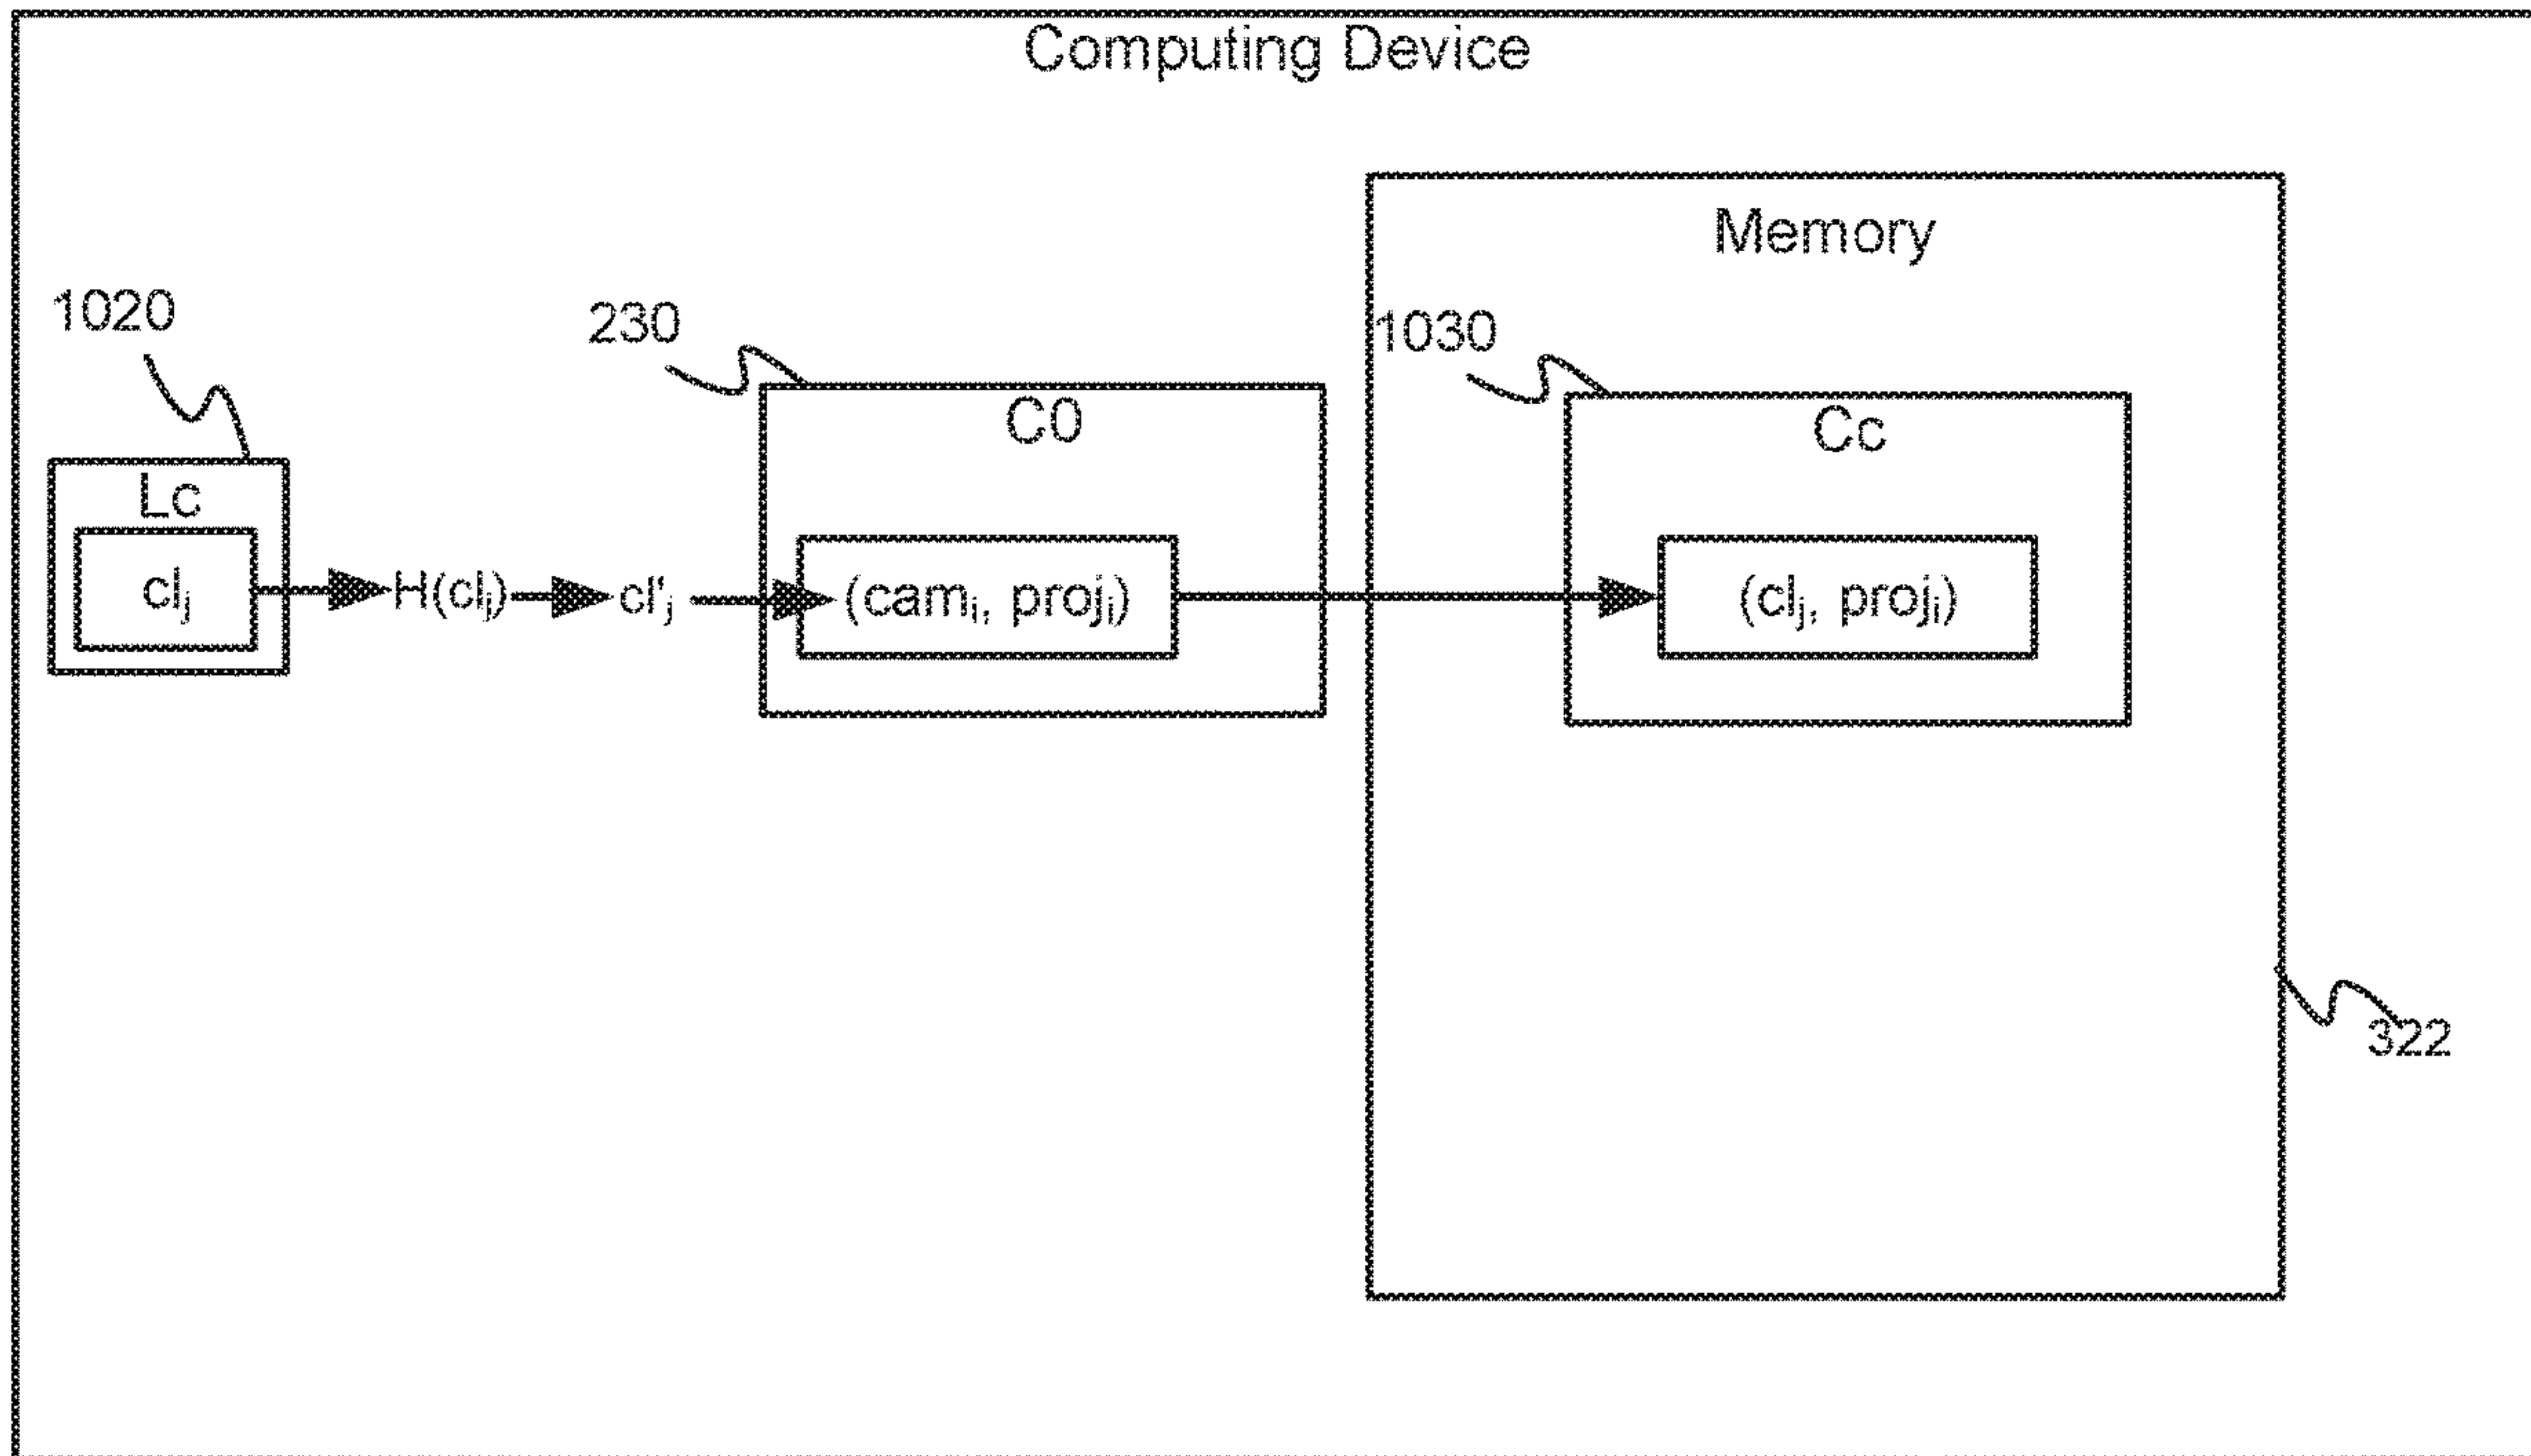 Computing Device
Memory
1020
230
1030
C0
Cc
Lc
clⱼ
H(clⱼ)
cl'ⱼ
(camᵢ, projᵢ)
(clⱼ, projᵢ)
322